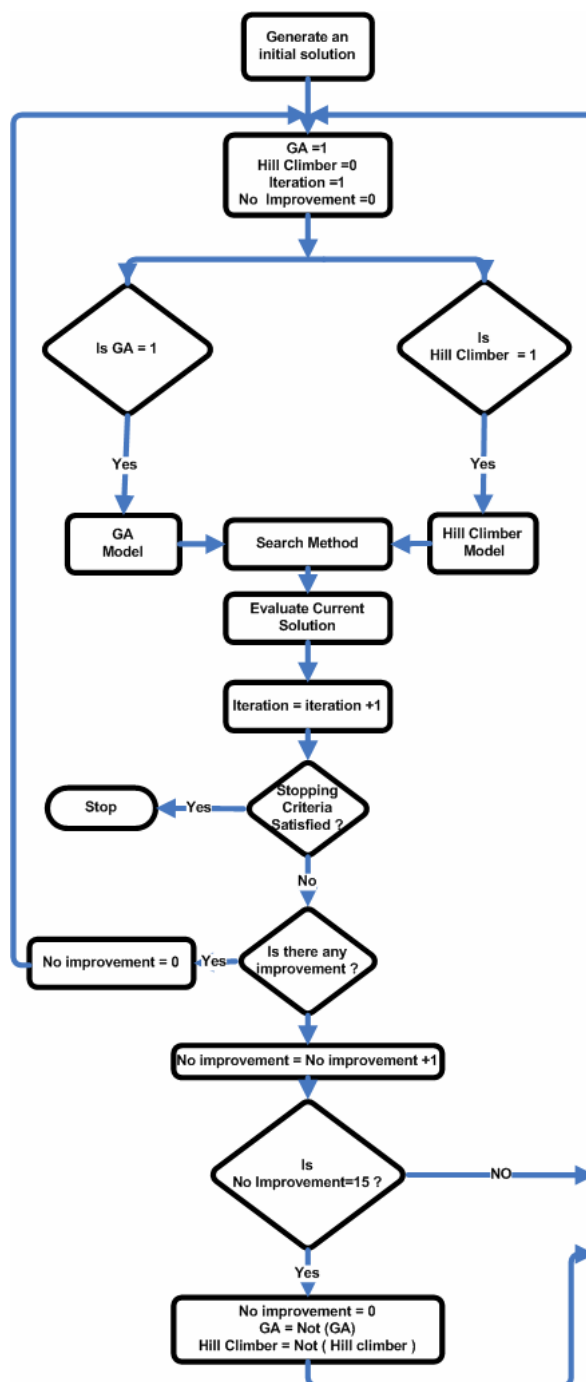 Generate an
initial solution
GA =1
Hill Climber =0
Iteration =1
No Improvement =0
Is GA = 1
Is
Hill Climber = 1
Yes
Yes
GA
Model
Search Method
Hill Climber
Model
Evaluate Current
Solution
Iteration = iteration +1
Stopping
Criteria
Satisfied ?
Yes
Stop
No
Is there any
improvement ?
Yes
No improvement = 0
No improvement = No improvement +1
Is
No Improvement=15 ?
NO
Yes
No improvement = 0
GA = Not (GA)
Hill Climber = Not ( Hill climber )